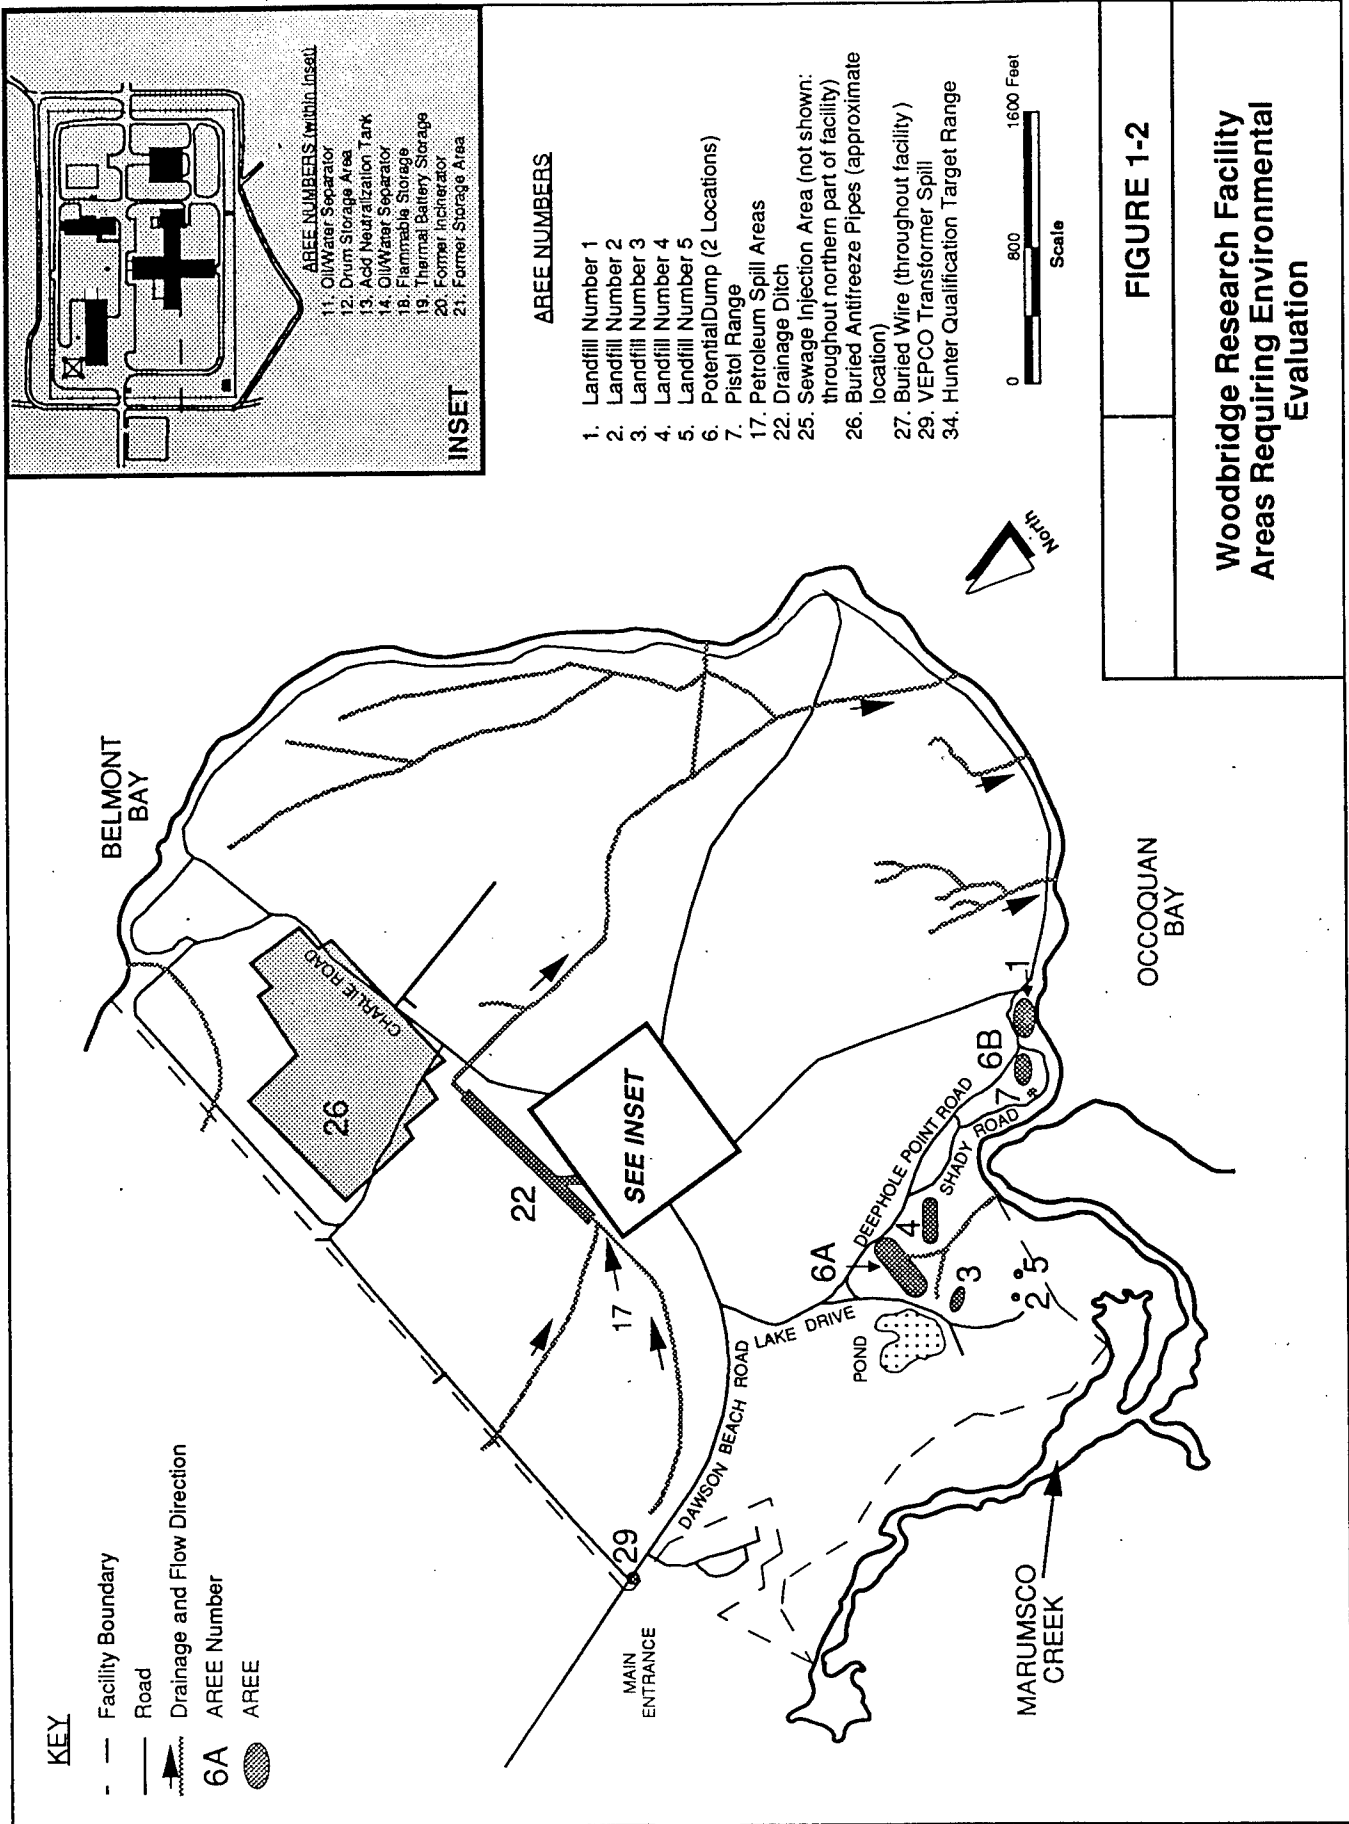 KEY
Facility Boundary
Road
Drainage and Flow Direction
6A AREE Number
AREE
BELMONT
BAY
CHARLIE ROAD
26
22
SEE INSET
17
29
MAIN
ENTRANCE
DAWSON BEACH ROAD
LAKE DRIVE
POND
6A
DEEPHOLE POINT ROAD
4
SHADY ROAD
3
2
5
7
6B
1
OCCOQUAN
BAY
MARUMSCO
CREEK
North
INSET
AREE NUMBERS (within Inset)
11. Oil/Water Separator
12. Drum Storage Area
13. Acid Neutralization Tank
14. Oil/Water Separator
18. Flammable Storage
19. Thermal Battery Storage
20. Former Incinerator
21. Former Storage Area
AREE NUMBERS
1. Landfill Number 1
2. Landfill Number 2
3. Landfill Number 3
4. Landfill Number 4
5. Landfill Number 5
6. PotentialDump (2 Locations)
7. Pistol Range
17. Petroleum Spill Areas
22. Drainage Ditch
25. Sewage Injection Area (not shown:
throughout northern part of facility)
26. Buried Antifreeze Pipes (approximate
location)
27. Buried Wire (throughout facility)
29. VEPCO Transformer Spill
34. Hunter Qualification Target Range
0 800 1600 Feet
Scale
FIGURE 1-2
Woodbridge Research Facility
Areas Requiring Environmental
Evaluation